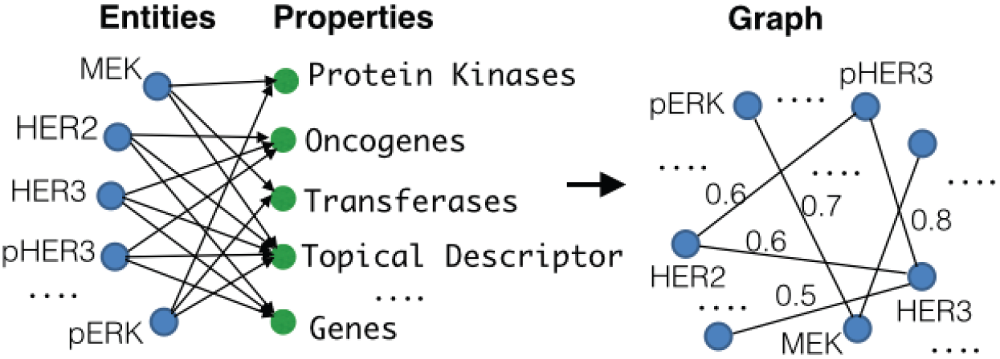 Entities Properties Graph
MEK
Protein Kinases
HER2
Oncogenes
HER3
Transferases
pHER3
Topical Descriptor
....
....
pERK
Genes
pHER3
pERK
....
....
....
....
0.6
0.7
0.8
0.6
HER2
HER3
....
0.5
MEK
....